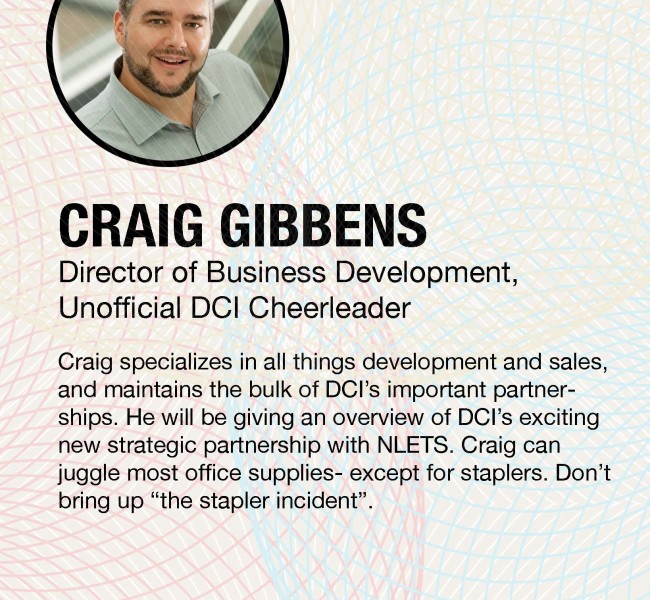 CRAIG GIBBENS
Director of Business Development,
Unofficial DCI Cheerleader
Craig specializes in all things development and sales,
and maintains the bulk of DCI’s important partner-
ships. He will be giving an overview of DCI’s exciting
new strategic partnership with NLETS. Craig can
juggle most office supplies- except for staplers. Don’t
bring up “the stapler incident”.